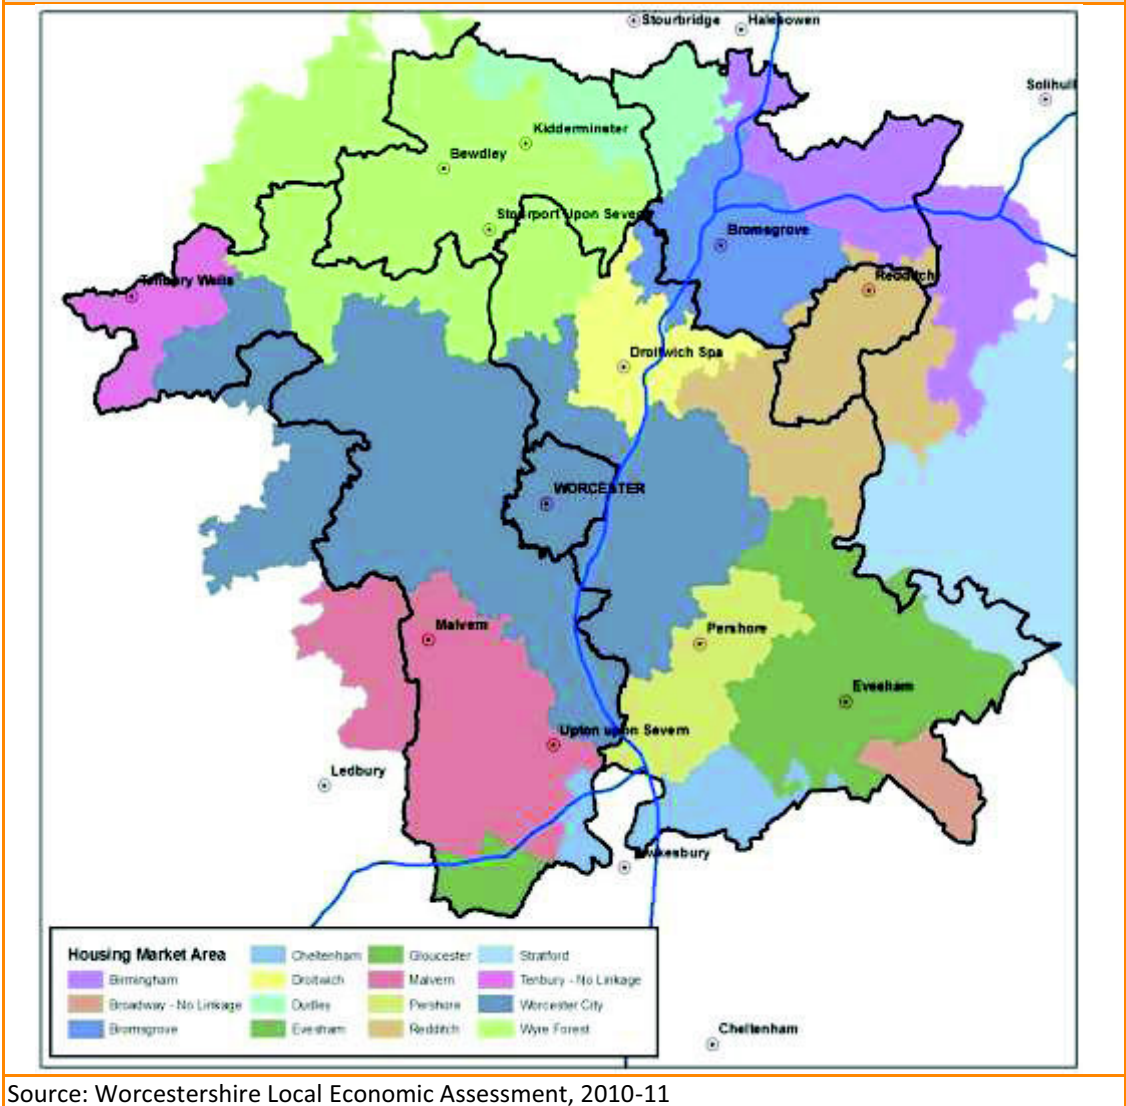 Stourbridge
Halesowen
Solihull
Kidderminster
Bewdley
Stourport Upon Severn
Bromsgrove
Tenbury Wells
Redditch
Droitwich Spa
WORCESTER
Malvern
Pershore
Evesham
Upton upon Severn
Ledbury
Tewkesbury
Housing Market Area
Birmingham
Broadway - No Linkage
Bromsgrove
Cheltenham
Droitwich
Dudley
Evesham
Gloucester
Malvern
Pershore
Redditch
Stratford
Tenbury - No Linkage
Worcester City
Wyre Forest
Cheltenham
Source: Worcestershire Local Economic Assessment, 2010-11